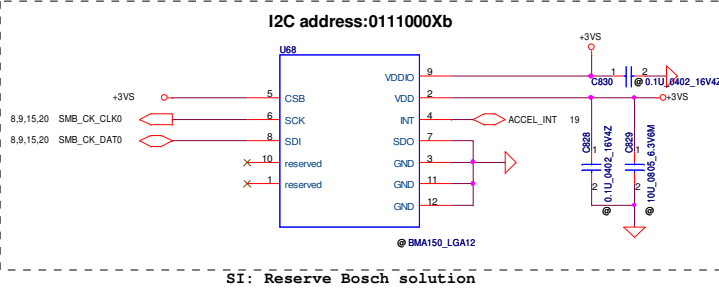 I2C address:0111000Xb
U68
+3VS
+3VS
+3VS
8,9,15,20 SMB_CK_CLK0
8,9,15,20 SMB_CK_DAT0
5 CSB
6 SCK
8 SDI
10 reserved
1 reserved
VDDIO 9
VDD 2
INT 4
SDO 7
GND 3
GND 11
GND 12
ACCEL_INT 19
C830 1 2 @ 0.1U_0402_16V4Z
C828 1 2 @ 0.1U_0402_16V4Z
C829 1 2 @ 10U_0805_6.3V6M
@ BMA150_LGA12
SI: Reserve Bosch solution